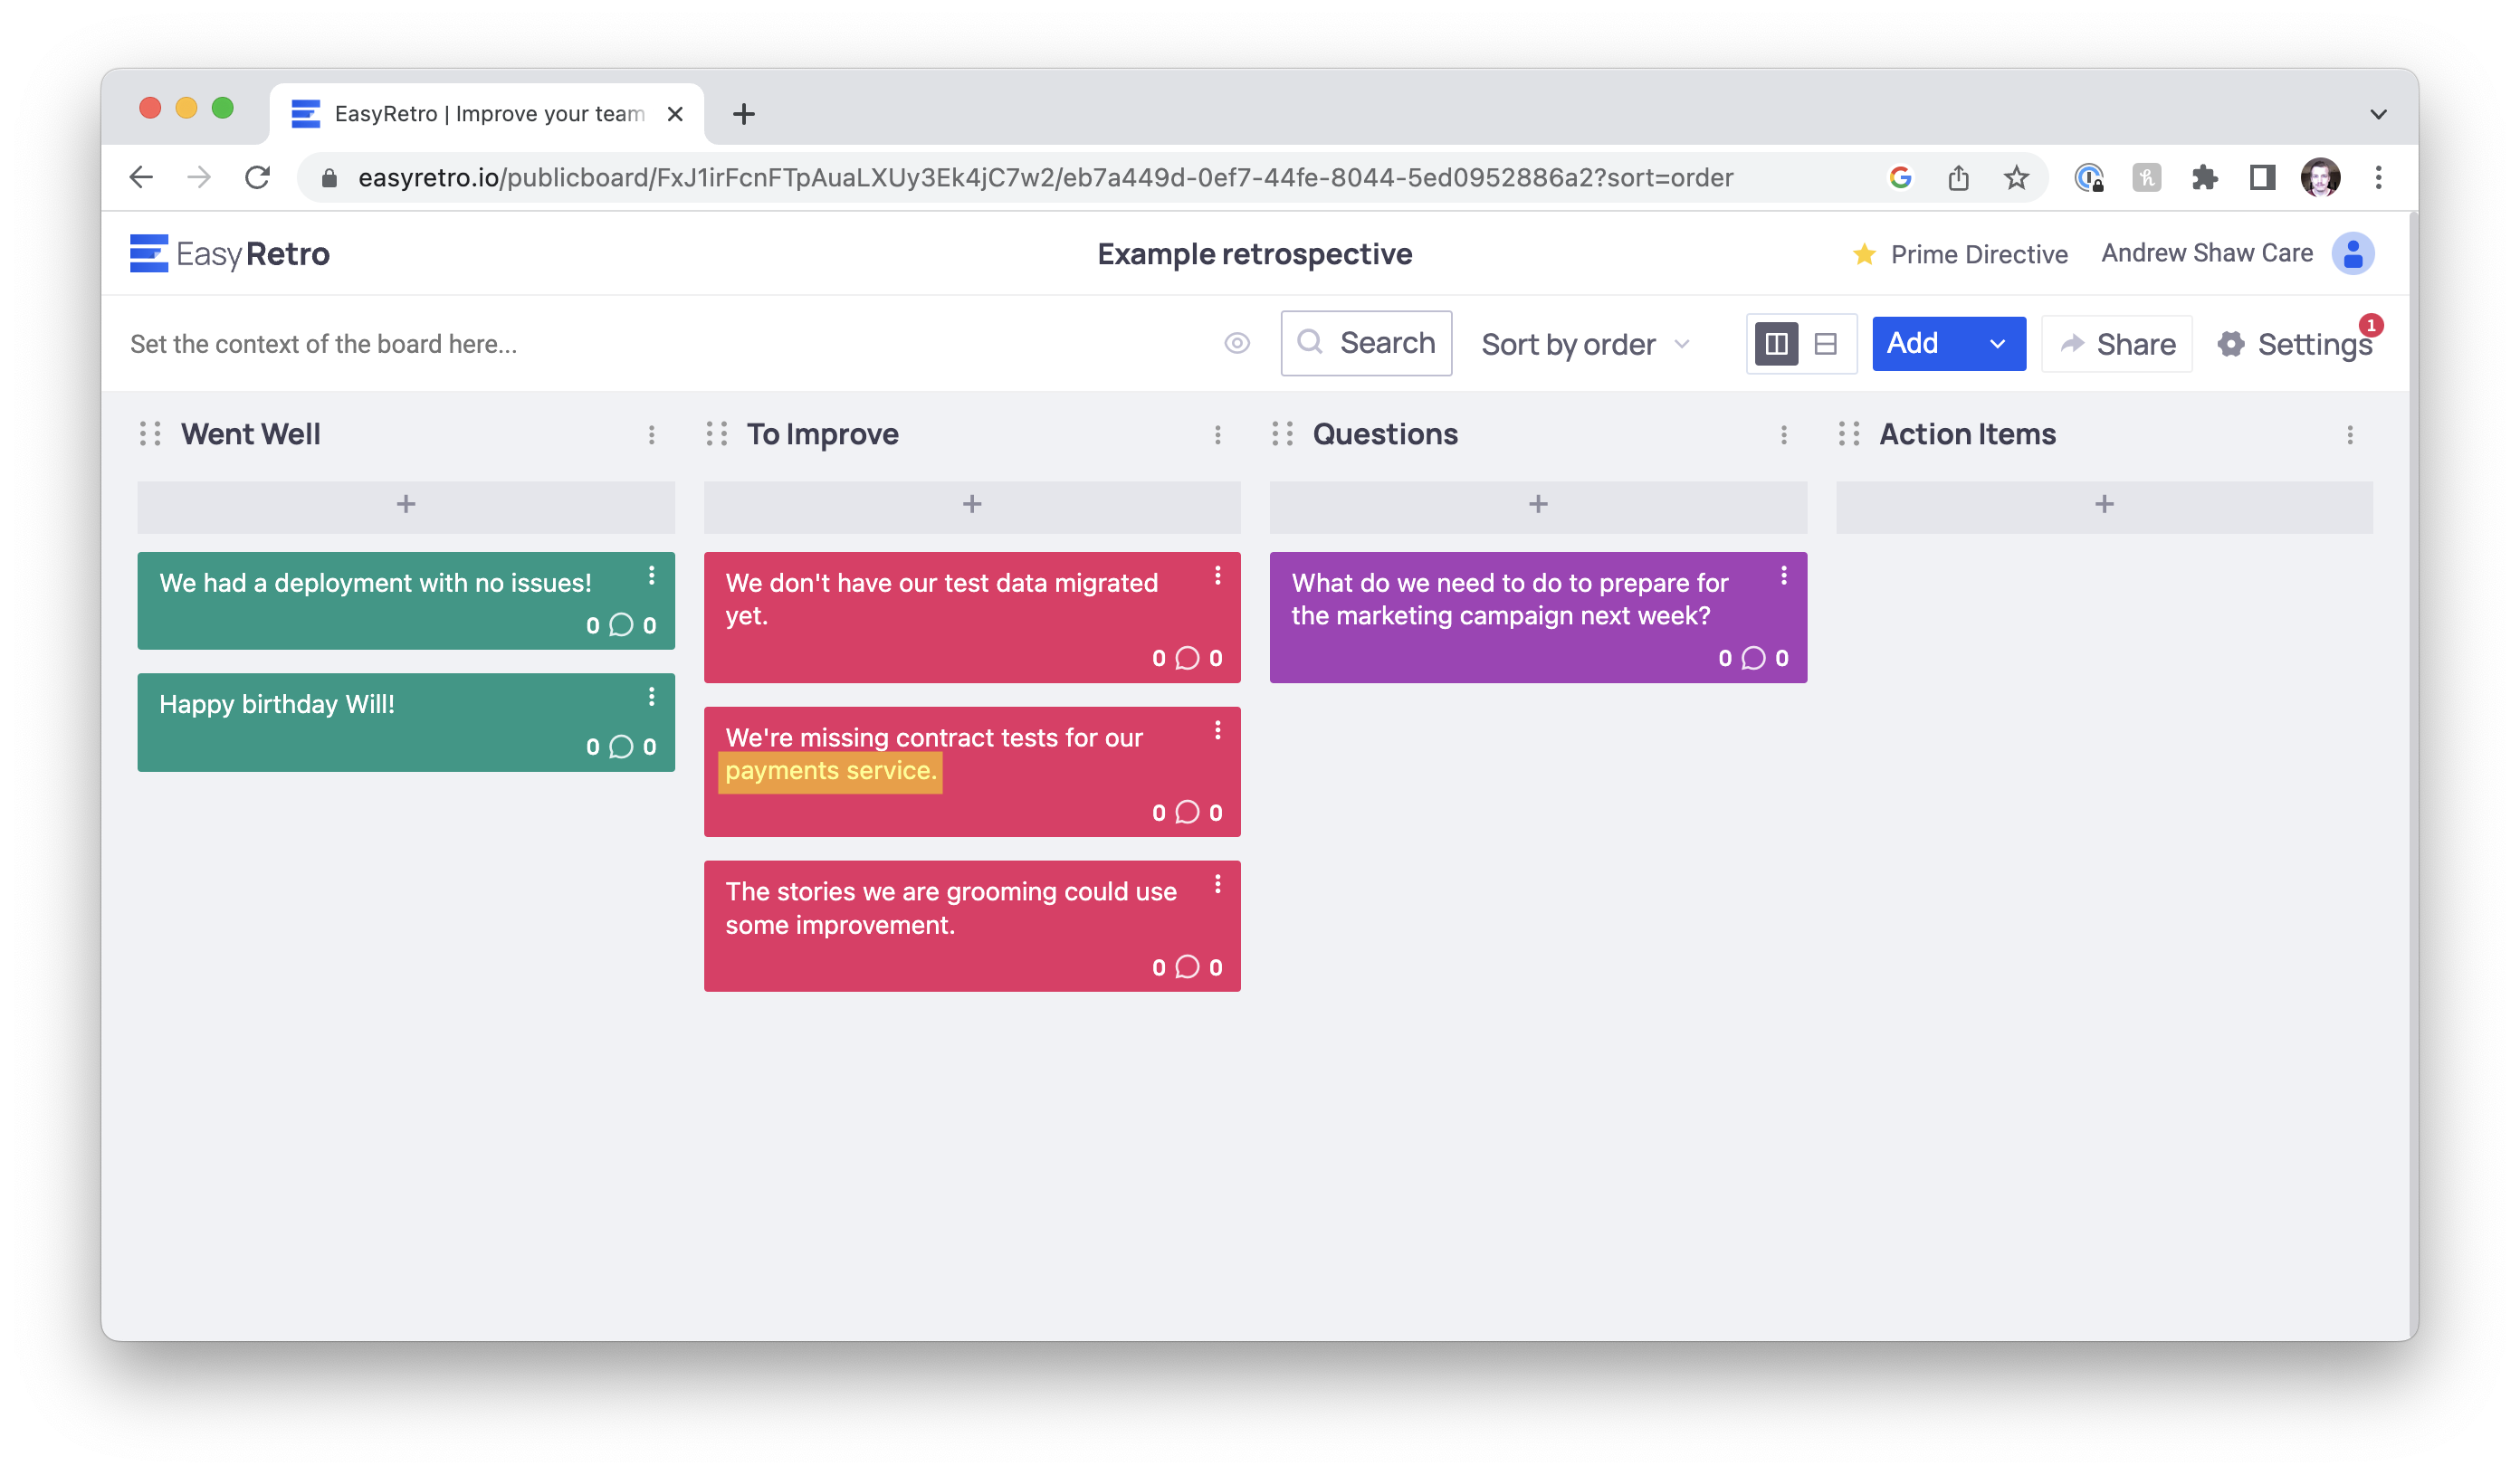 EasyRetro | Improve your team
easyretro.io/publicboard/FxJ1irFcnFTpAuaLXUy3Ek4jC7w2/eb7a449d-0ef7-44fe-8044-5ed0952886a2?sort=order
EasyRetro
Example retrospective
Prime Directive
Andrew Shaw Care
Set the context of the board here...
Search
Sort by order
Add
Share
Settings
1
Went Well
+
We had a deployment with no issues!
0 0
Happy birthday Will!
0 0
To Improve
+
We don't have our test data migrated
yet.
0 0
We're missing contract tests for our
payments service.
0 0
The stories we are grooming could use
some improvement.
0 0
Questions
+
What do we need to do to prepare for
the marketing campaign next week?
0 0
Action Items
+